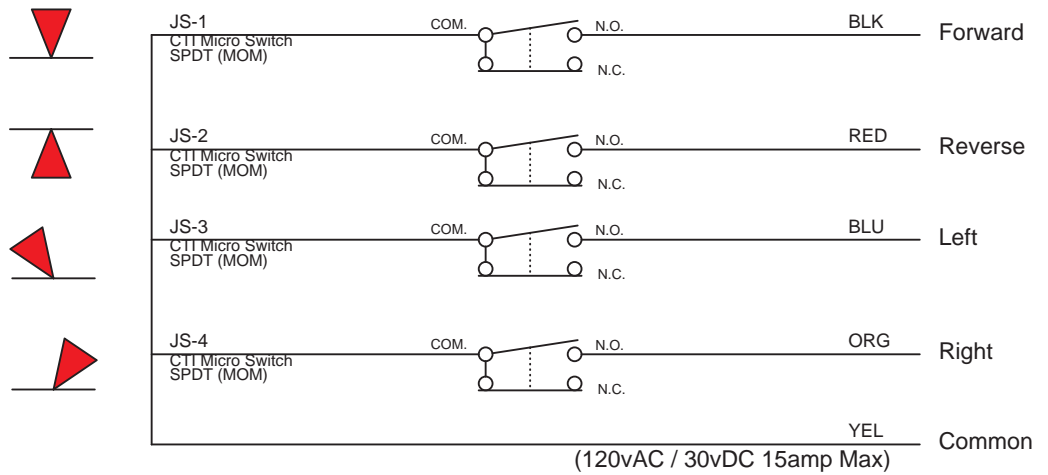 JS-1 COM. N.O. BLK Forward
CTI Micro Switch
SPDT (MOM)
N.C.
JS-2 COM. N.O. RED Reverse
CTI Micro Switch
SPDT (MOM)
N.C.
JS-3 COM. N.O. BLU Left
CTI Micro Switch
SPDT (MOM)
N.C.
JS-4 COM. N.O. ORG Right
CTI Micro Switch
SPDT (MOM)
N.C.
YEL Common
(120vAC / 30vDC 15amp Max)